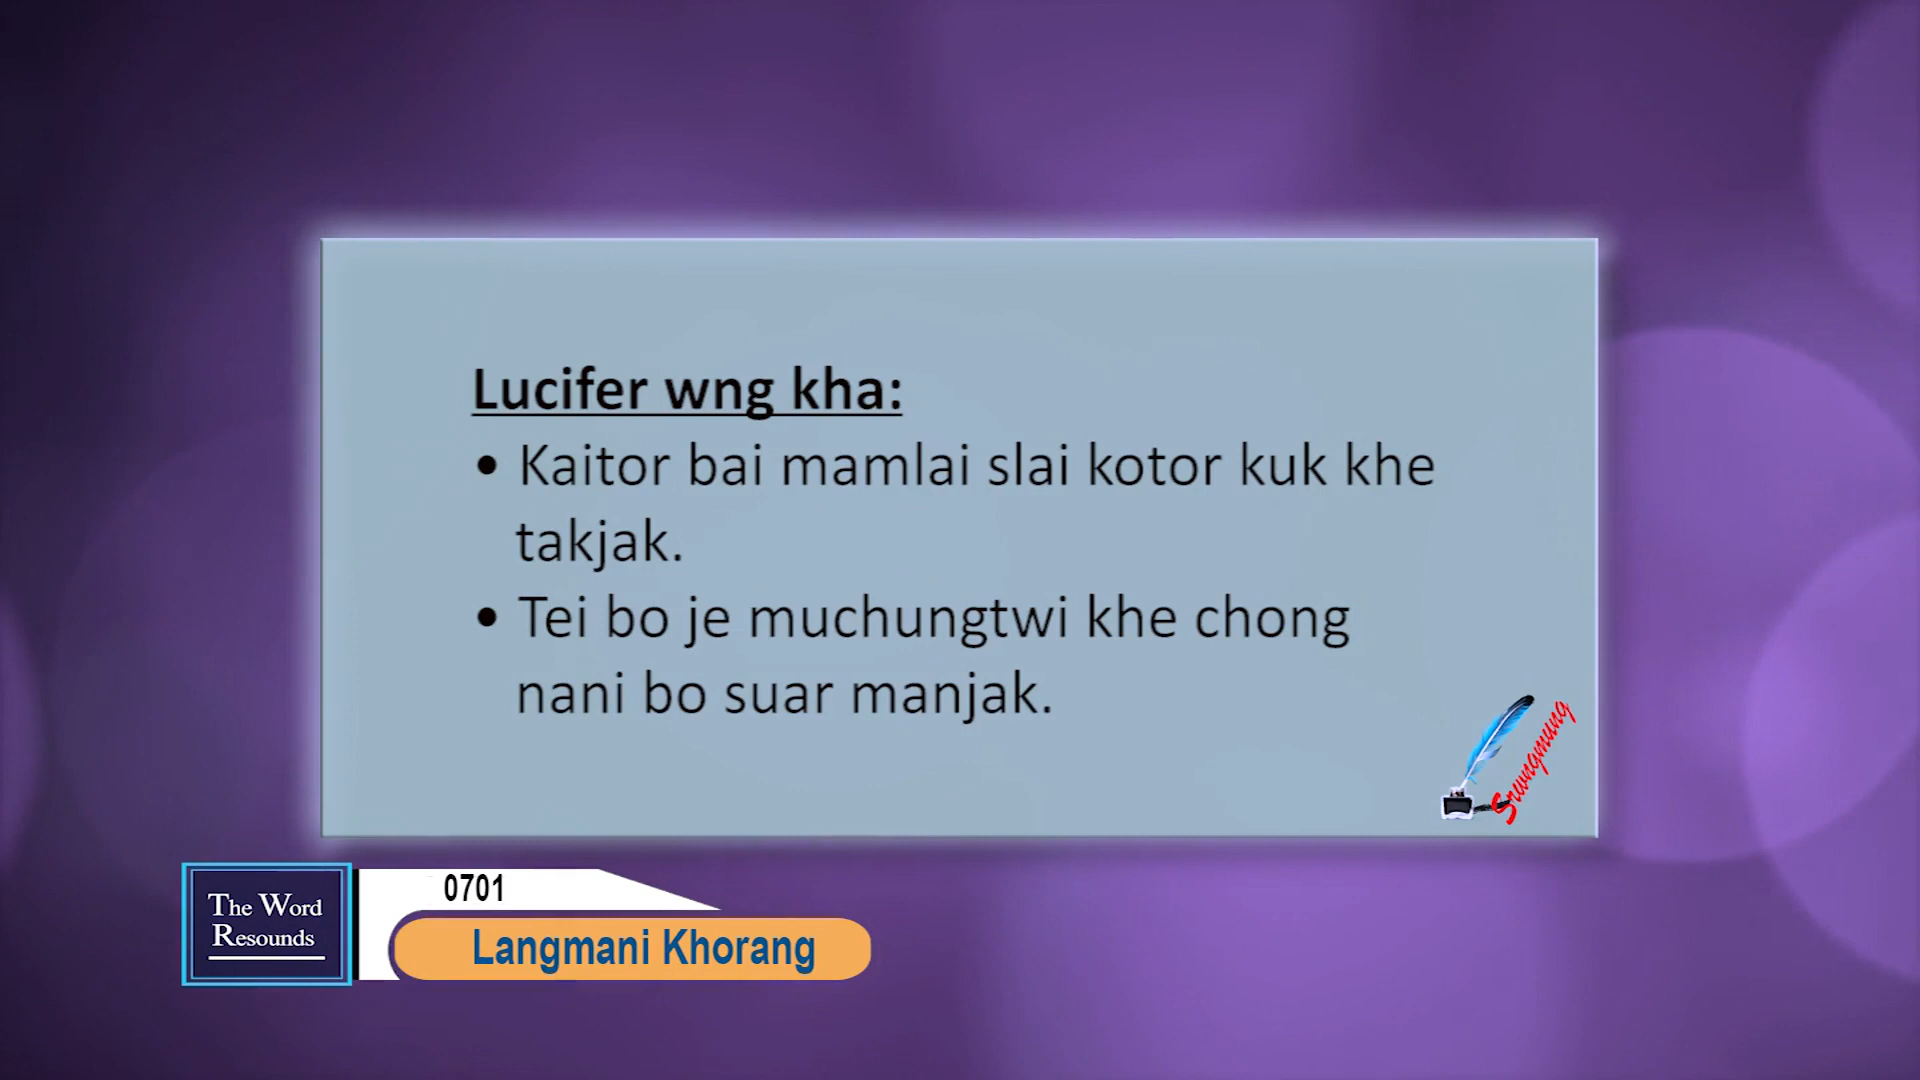 Lucifer wng kha:
• Kaitor bai mamlai slai kotor kuk khe
takjak.
• Tei bo je muchungtwi khe chong
nani bo suar manjak.
Srungmung
0701
The Word
Resounds
Langmani Khorang